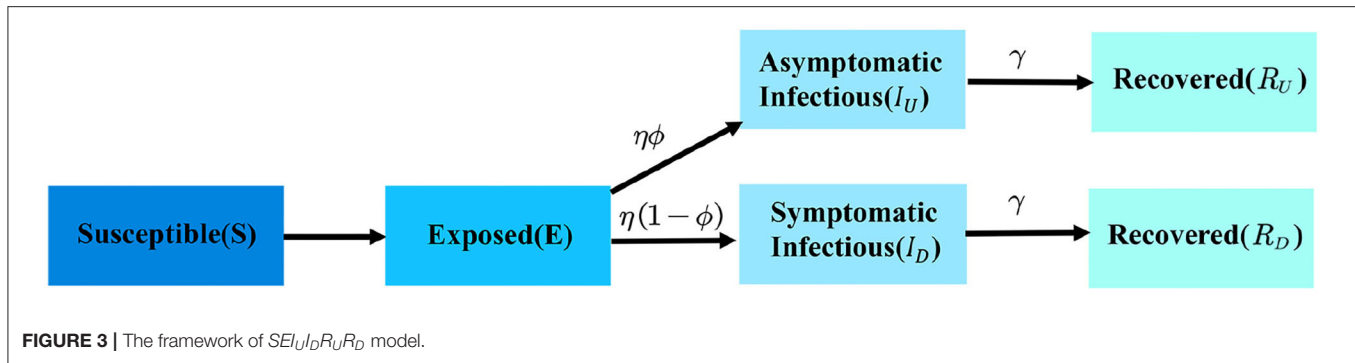 Asymptomatic
Infectious(I_U)
γ
Recovered(R_U)
ηϕ
Susceptible(S)
Exposed(E)
η(1−ϕ)
Symptomatic
Infectious(I_D)
γ
Recovered(R_D)
FIGURE 3 | The framework of SEI_UI_DR_UR_D model.